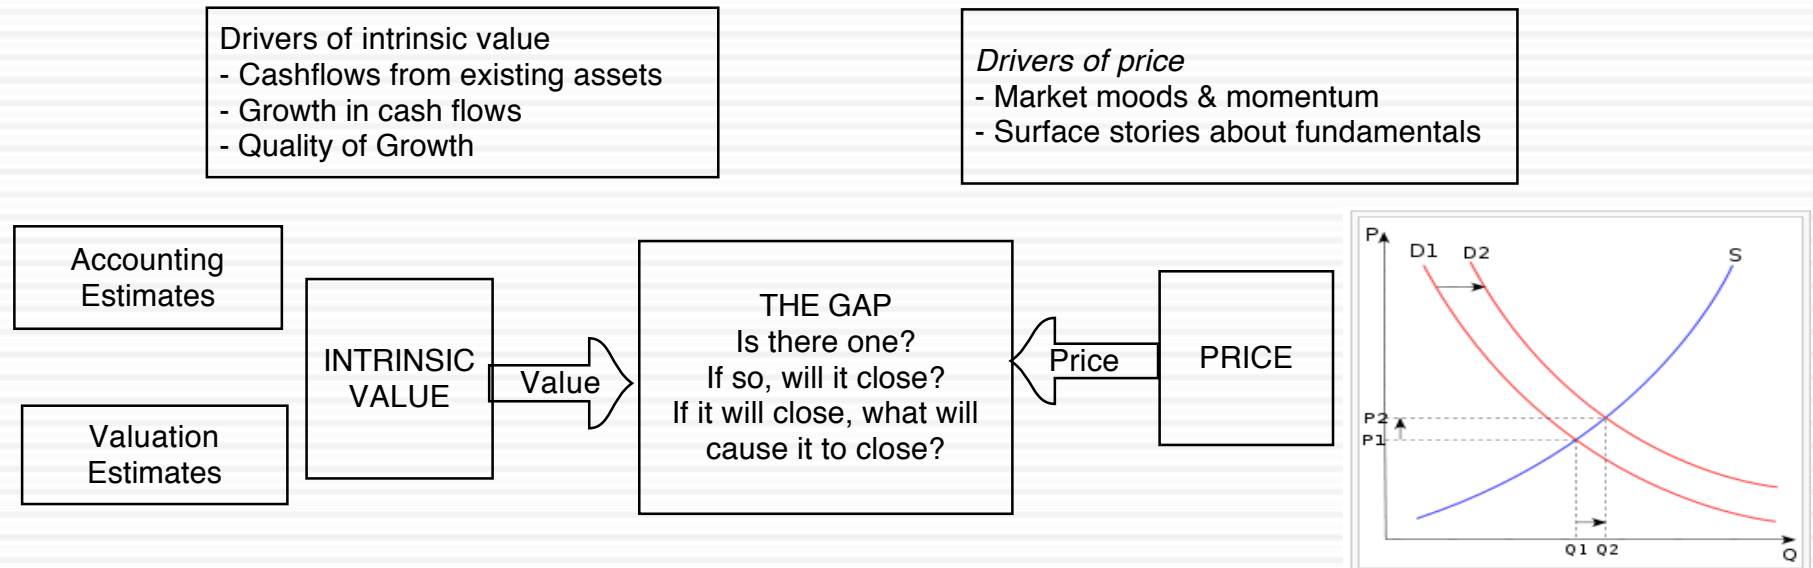 Drivers of intrinsic value
- Cashflows from existing assets
- Growth in cash flows
- Quality of Growth
Drivers of price
- Market moods & momentum
- Surface stories about fundamentals
Accounting
Estimates
Valuation
Estimates
INTRINSIC
VALUE
Value
THE GAP
Is there one?
If so, will it close?
If it will close, what will
cause it to close?
Price
PRICE
P
D1
D2
S
P2
P1
Q1
Q2
Q